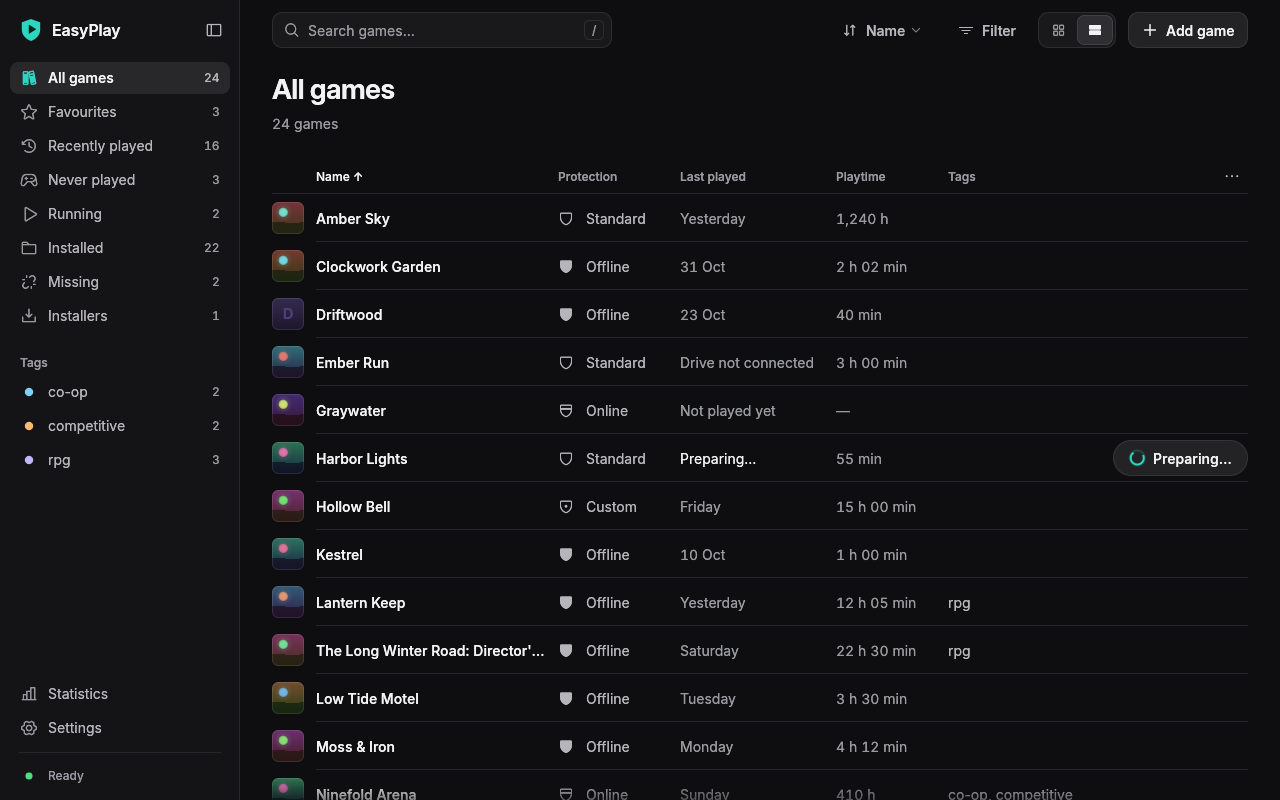 EasyPlay
All games 24
Favourites 3
Recently played 16
Never played 3
Running 2
Installed 22
Missing 2
Installers 1
Tags
co-op 2
competitive 2
rpg 3
Statistics
Settings
Ready
Search games... /
Name
Filter
Add game
All games
24 games
Name ↑ Protection Last played Playtime Tags ...
Amber Sky Standard Yesterday 1,240 h
Clockwork Garden Offline 31 Oct 2 h 02 min
D Driftwood Offline 23 Oct 40 min
Ember Run Standard Drive not connected 3 h 00 min
Graywater Online Not played yet —
Harbor Lights Standard Preparing... 55 min Preparing...
Hollow Bell Custom Friday 15 h 00 min
Kestrel Offline 10 Oct 1 h 00 min
Lantern Keep Offline Yesterday 12 h 05 min rpg
The Long Winter Road: Director'... Offline Saturday 22 h 30 min rpg
Low Tide Motel Offline Tuesday 3 h 30 min
Moss & Iron Offline Monday 4 h 12 min
Ninefold Arena Online Sunday 410 h co-op, competitive